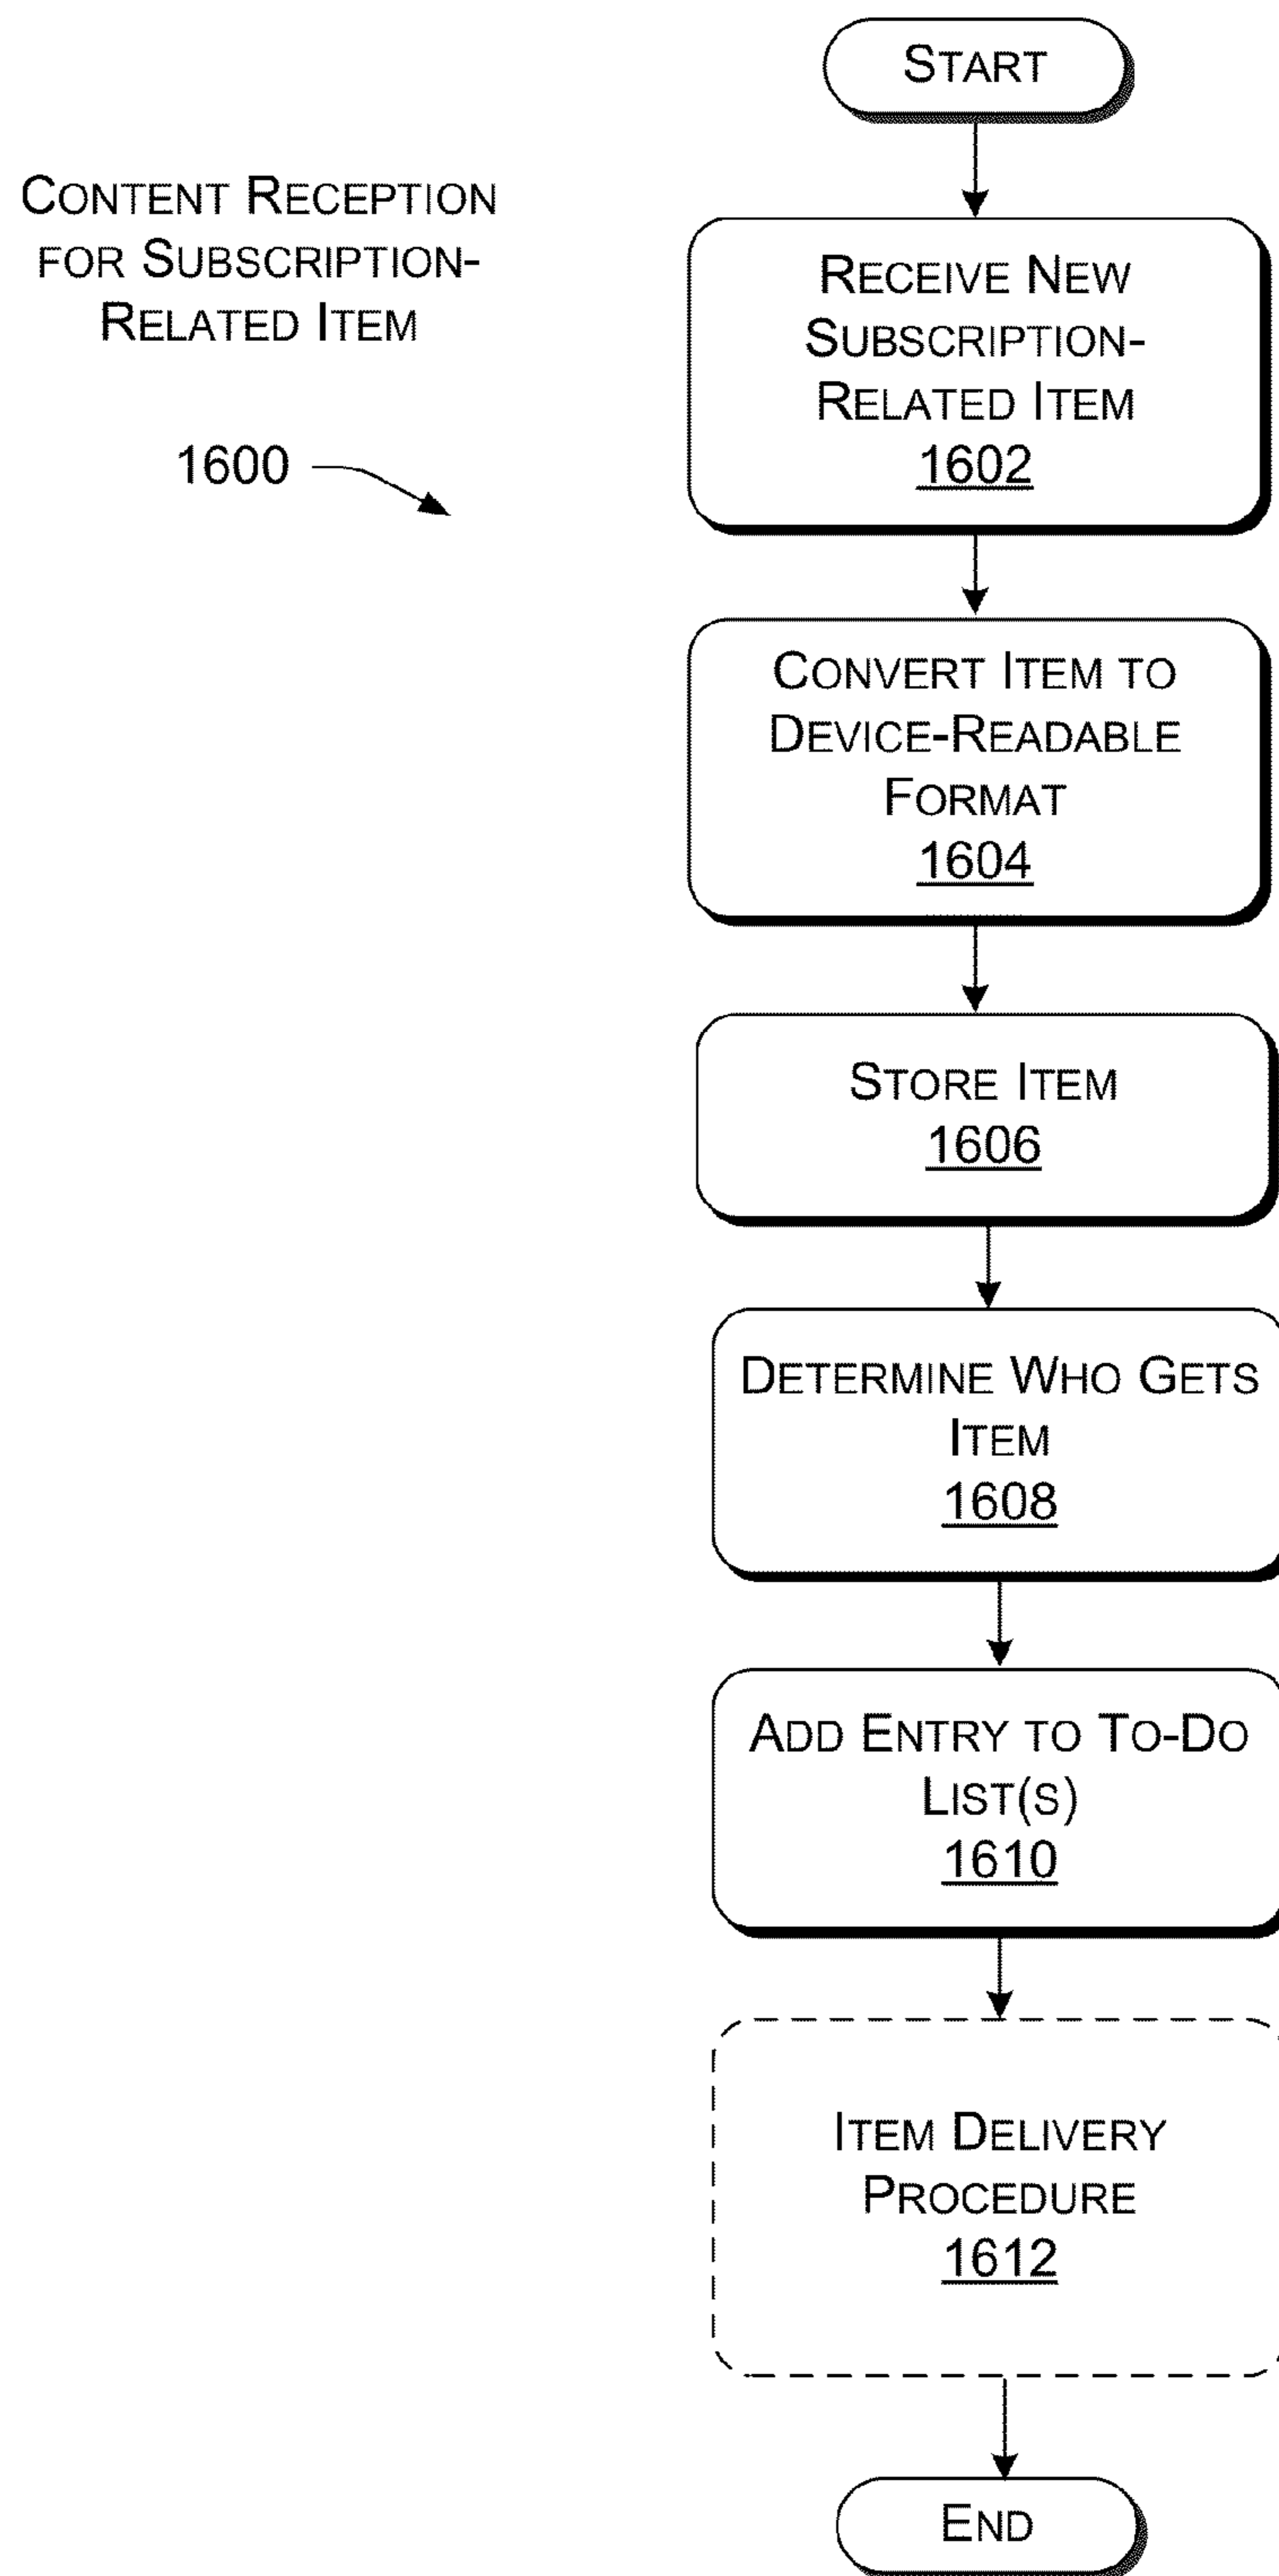 START
CONTENT RECEPTION
FOR SUBSCRIPTION-
RELATED ITEM
1600
RECEIVE NEW
SUBSCRIPTION-
RELATED ITEM
1602
CONVERT ITEM TO
DEVICE-READABLE
FORMAT
1604
STORE ITEM
1606
DETERMINE WHO GETS
ITEM
1608
ADD ENTRY TO TO-DO
LIST(S)
1610
ITEM DELIVERY
PROCEDURE
1612
END